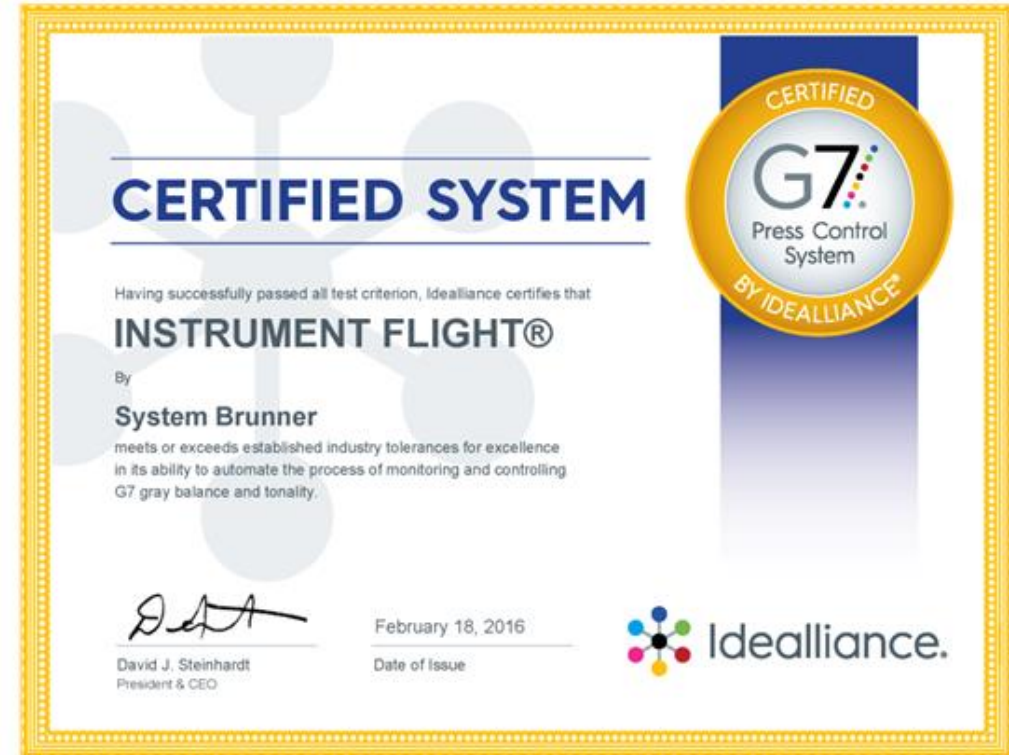 CERTIFIED SYSTEM
Having successfully passed all test criterion, Idealliance certifies that
INSTRUMENT FLIGHT®
By
System Brunner
meets or exceeds established industry tolerances for excellence
in its ability to automate the process of monitoring and controlling
G7 gray balance and tonality.
CERTIFIED
G7
Press Control
System
BY IDEALLIANCE®
David J. Steinhardt
President & CEO
February 18, 2016
Date of Issue
Idealliance.